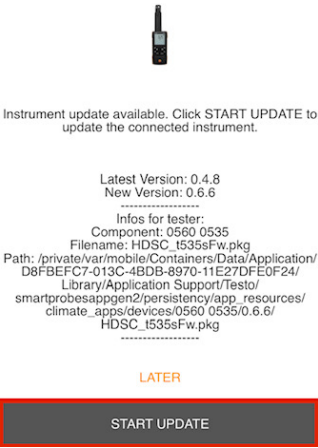 Instrument update available. Click START UPDATE to
update the connected instrument.
Latest Version: 0.4.8
New Version: 0.6.6
------------------
Infos for tester:
Component: 0560 0535
Filename: HDSC_t535sFw.pkg
Path: /private/var/mobile/Containers/Data/Application/
D8FBEFC7-013C-4BDB-8970-11E27DFE0F24/
Library/Application Support/Testo/
smartprobesappgen2/persistency/app_resources/
climate_apps/devices/0560 0535/0.6.6/
HDSC_t535sFw.pkg
------------------
LATER
START UPDATE